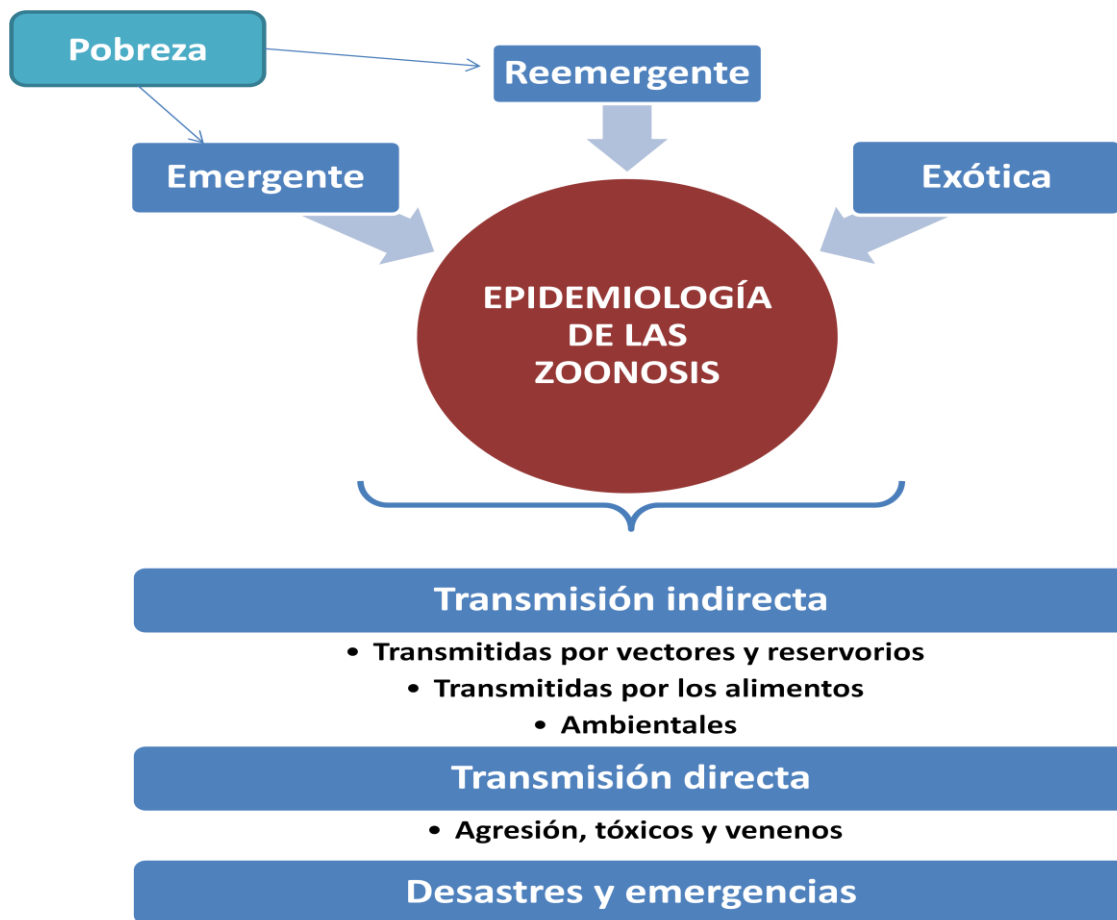 Pobreza
Reemergente
Emergente
Exótica
EPIDEMIOLOGÍA
DE LAS
ZOONOSIS
Transmisión indirecta
• Transmitidas por vectores y reservorios
• Transmitidas por los alimentos
• Ambientales
Transmisión directa
• Agresión, tóxicos y venenos
Desastres y emergencias